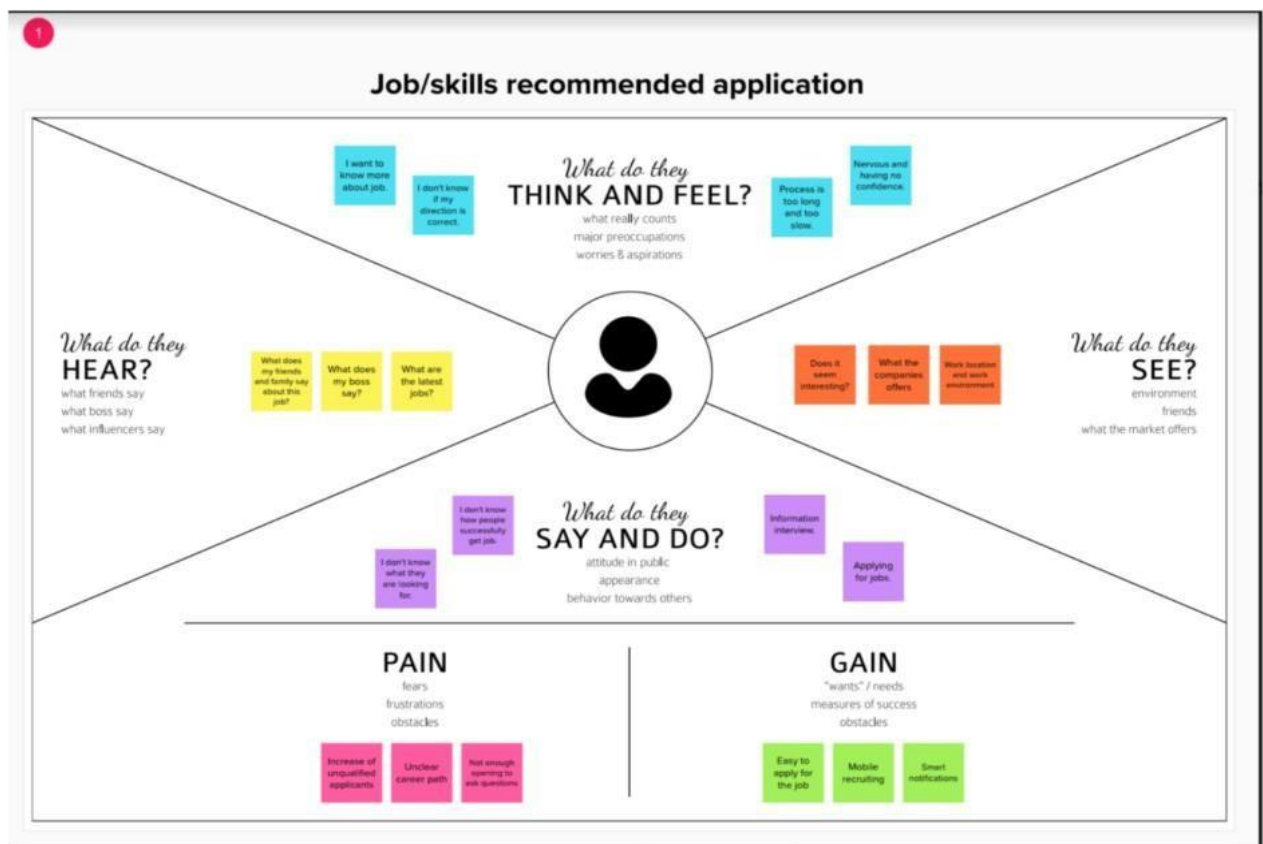 1
Job/skills recommended application
What do they
THINK AND FEEL?
what really counts
major preoccupations
worries & aspirations
I want to
know more
about job.
I don't know
if my
direction is
correct.
Process is
too long
and too
slow.
Nervous and
having no
confidence.
What do they
HEAR?
what friends say
what boss say
what influencers say
What does
my friends
and family say
about this
job?
What does
my boss
say?
What are
the latest
jobs?
Does it
seem
interesting?
What the
companies
offers
Work location
and work
environment
What do they
SEE?
environment
friends
what the market offers
I don't know
how people
successfully
get job.
I don't know
what they
are looking
for.
What do they
SAY AND DO?
attitude in public
appearance
behavior towards others
Information
interview.
Applying
for jobs.
PAIN
fears
frustrations
obstacles
Increase of
unqualified
applicants
Unclear
career path
Not enough
opening to
ask questions
GAIN
"wants" / needs
measures of success
obstacles
Easy to
apply for
the job
Mobile
recruiting
Smart
notifications